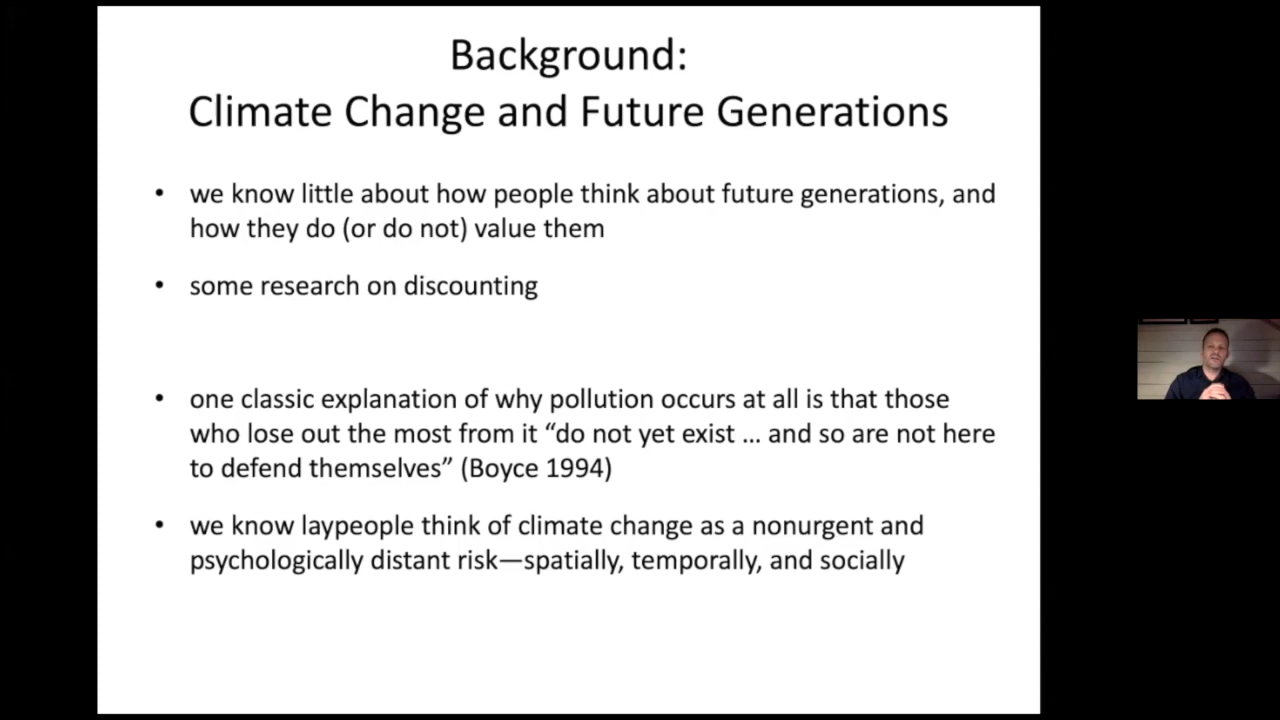 Background:
Climate Change and Future Generations
• we know little about how people think about future generations, and
how they do (or do not) value them
• some research on discounting
• one classic explanation of why pollution occurs at all is that those
who lose out the most from it “do not yet exist ... and so are not here
to defend themselves” (Boyce 1994)
• we know laypeople think of climate change as a nonurgent and
psychologically distant risk—spatially, temporally, and socially